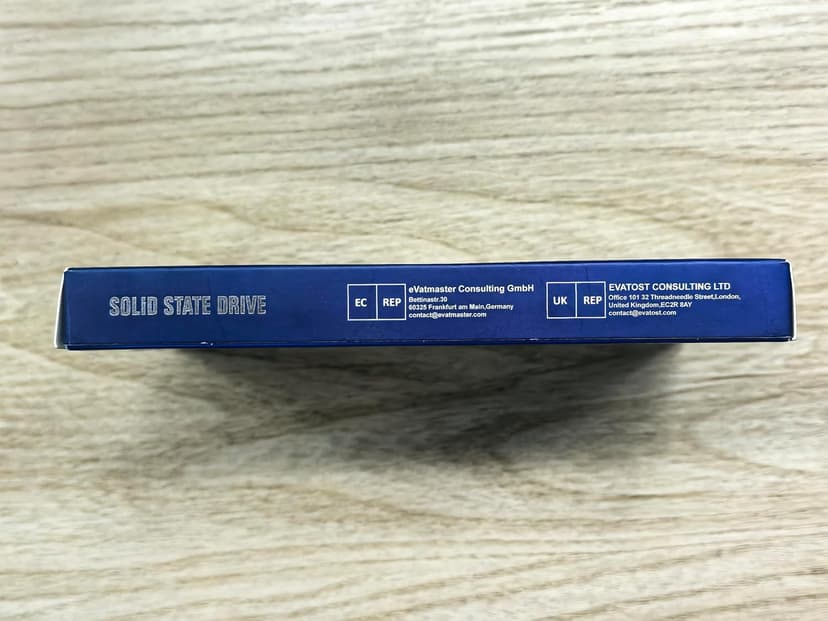 SOLID STATE DRIVE
EC REP
eVatmaster Consulting GmbH
Bettinastr.30
60325 Frankfurt am Main,Germany
contact@evatmaster.com
UK REP
EVATOST CONSULTING LTD
Office 101 32 Threadneedle Street,London,
United Kingdom,EC2R 8AY
contact@evatost.com